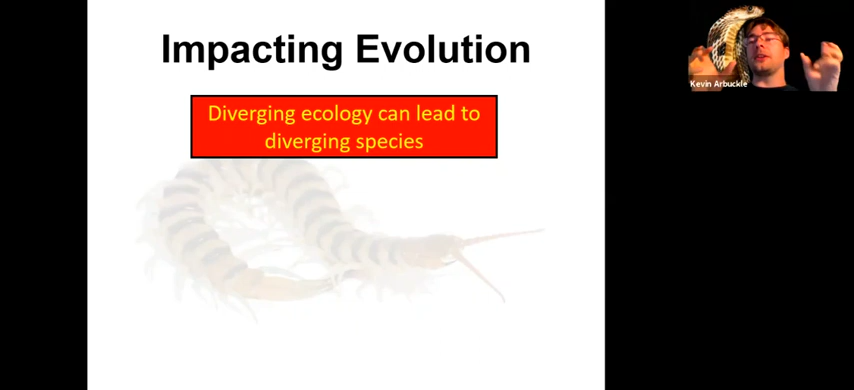 Impacting Evolution
Diverging ecology can lead to
diverging species
Kevin Arbuckle